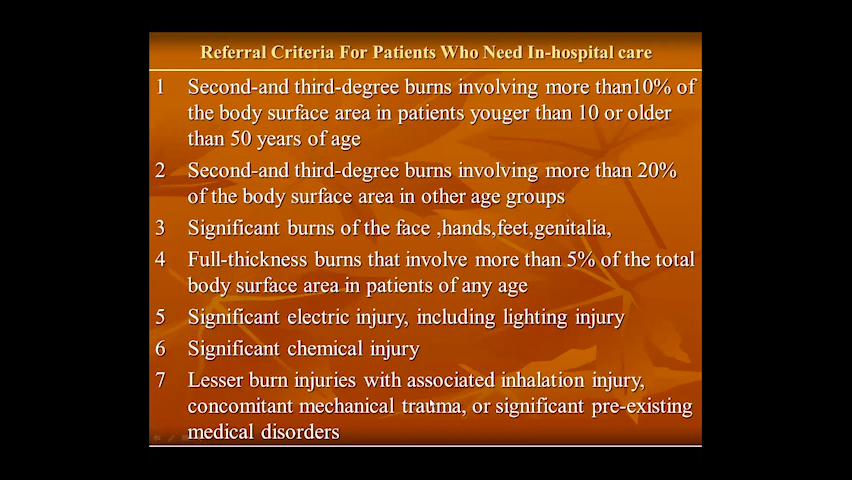 Referral Criteria For Patients Who Need In-hospital care
1 Second-and third-degree burns involving more than10% of
the body surface area in patients youger than 10 or older
than 50 years of age
2 Second-and third-degree burns involving more than 20%
of the body surface area in other age groups
3 Significant burns of the face ,hands,feet,genitalia,
4 Full-thickness burns that involve more than 5% of the total
body surface area in patients of any age
5 Significant electric injury, including lighting injury
6 Significant chemical injury
7 Lesser burn injuries with associated inhalation injury,
concomitant mechanical trauma, or significant pre-existing
medical disorders